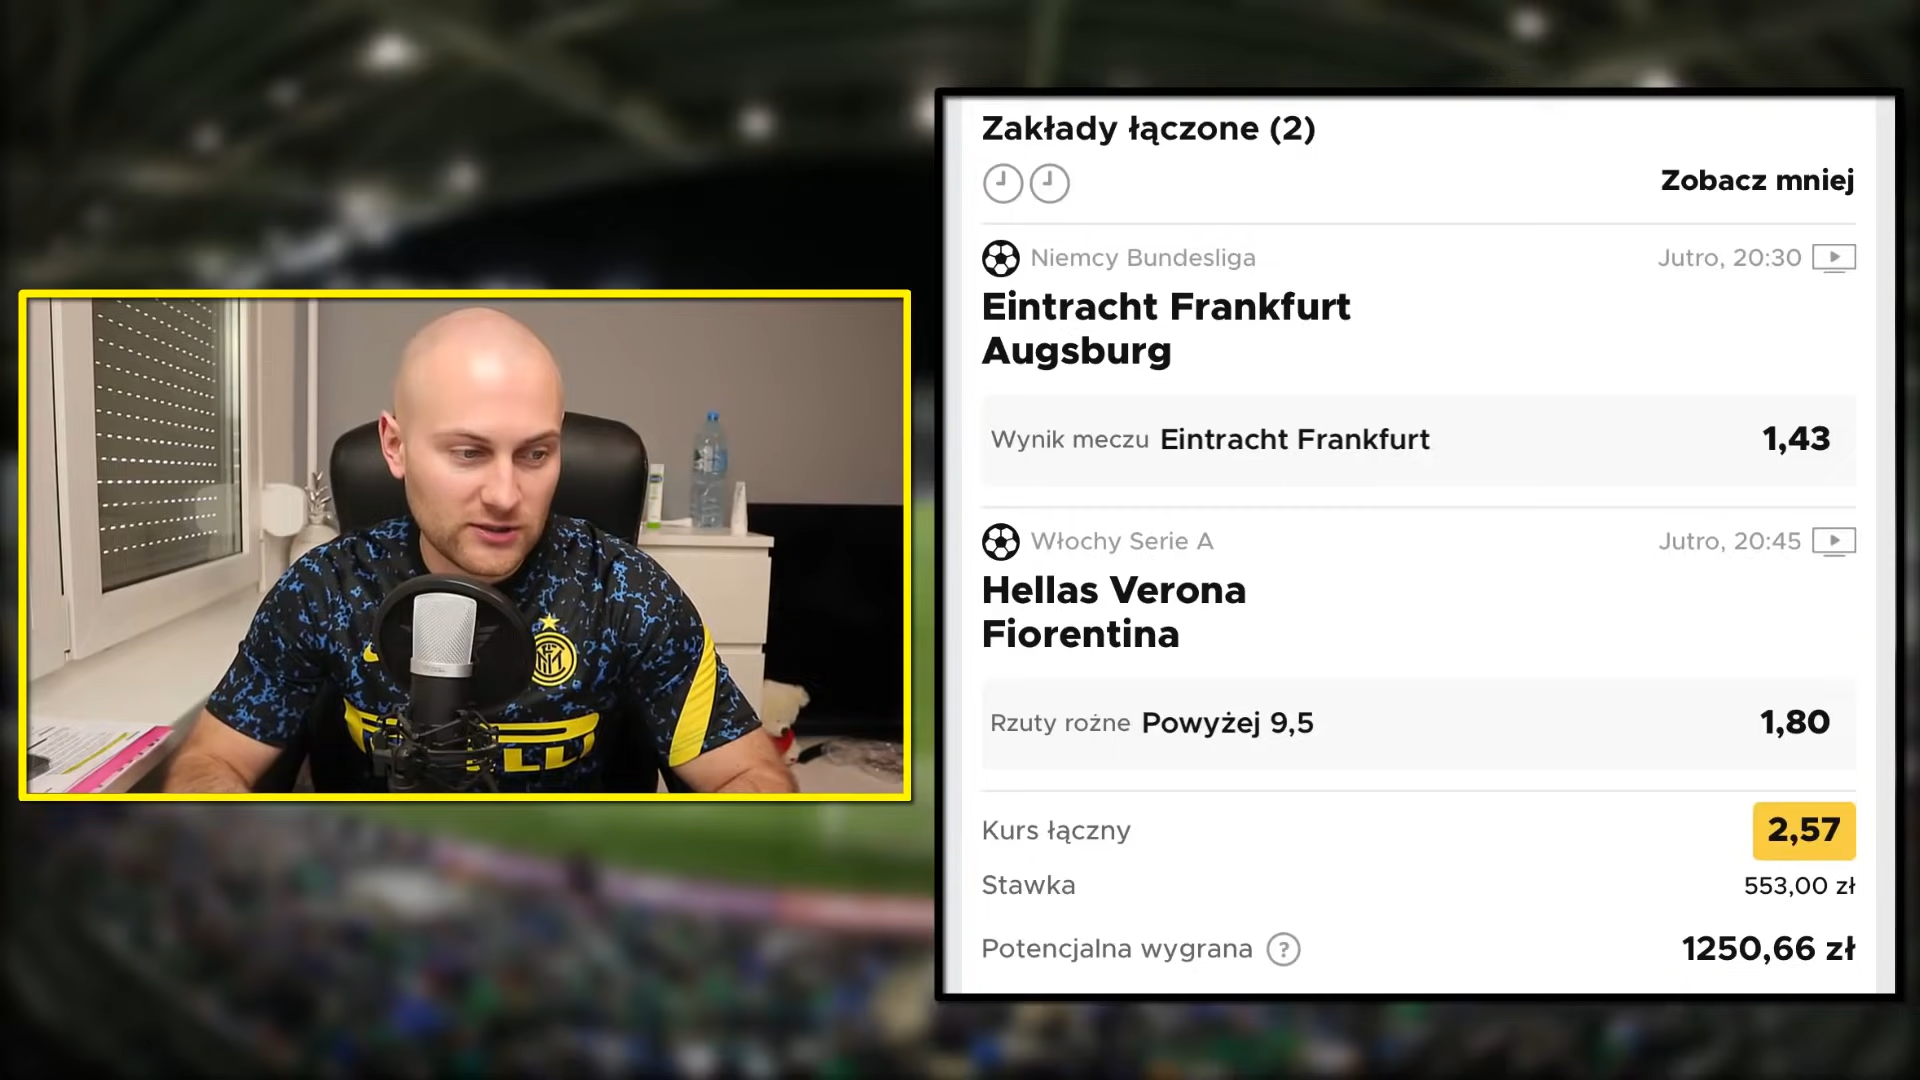 Zakłady łączone (2)
Zobacz mniej
Niemcy Bundesliga
Jutro, 20:30
Eintracht Frankfurt
Augsburg
Wynik meczu Eintracht Frankfurt
1,43
Włochy Serie A
Jutro, 20:45
Hellas Verona
Fiorentina
Rzuty rożne Powyżej 9,5
1,80
Kurs łączny
2,57
Stawka
553,00 zł
Potencjalna wygrana ?
1250,66 zł